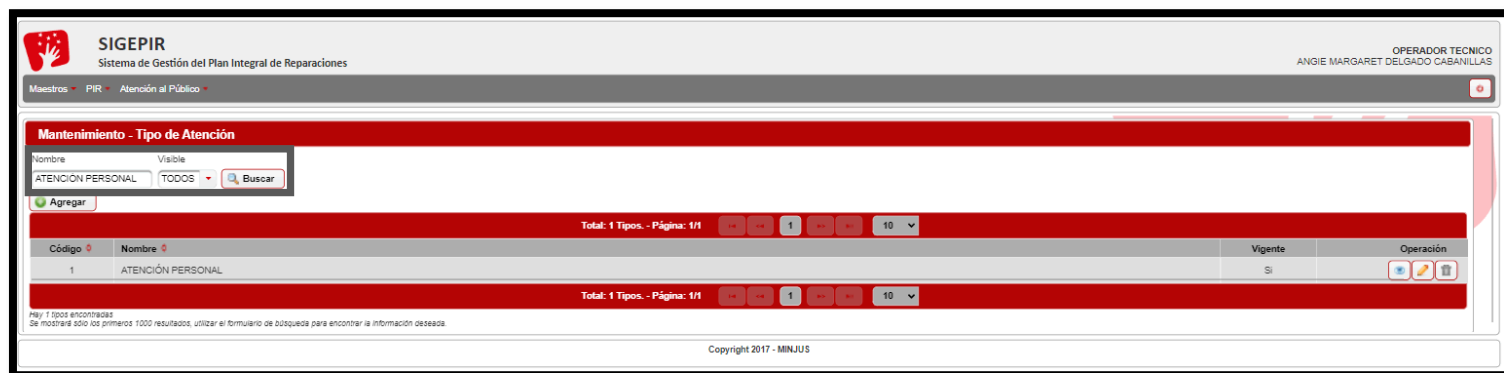 SIGEPIR
Sistema de Gestión del Plan Integral de Reparaciones
OPERADOR TECNICO
ANGIE MARGARET DELGADO CABANILLAS
Maestros PIR Atención al Público
Mantenimiento - Tipo de Atención
Nombre Visible
ATENCIÓN PERSONAL TODOS Buscar
Agregar
Total: 1 Tipos. - Página: 1/1 1 10
Código Nombre Vigente Operación
1 ATENCIÓN PERSONAL Si
Total: 1 Tipos. - Página: 1/1 1 10
Hay 1 tipos encontradas
Se mostrará sólo los primeros 1000 resultados, utilizar el formulario de búsqueda para encontrar la información deseada.
Copyright 2017 - MINJUS